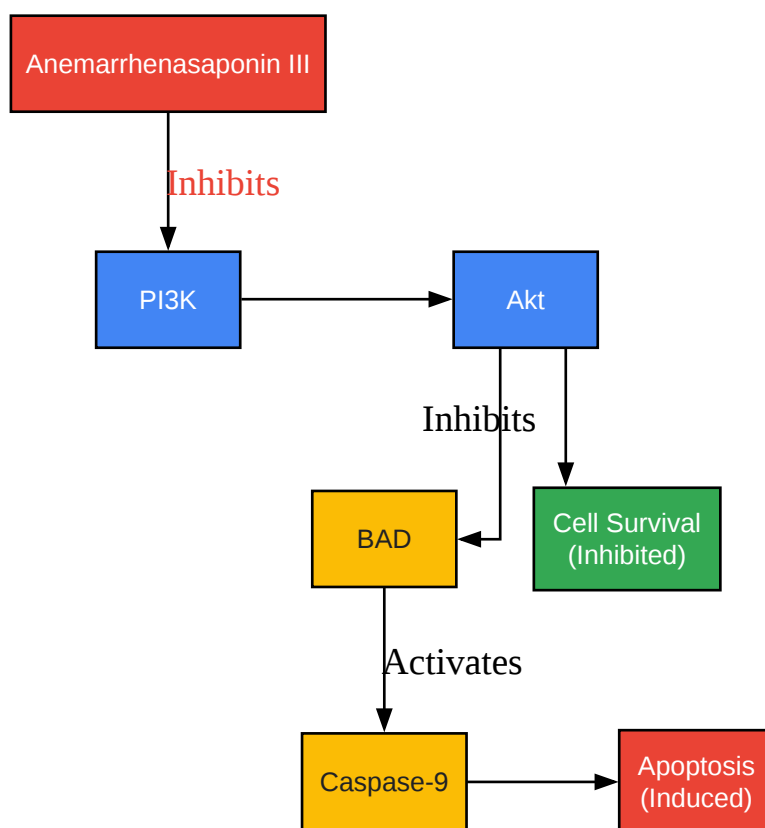 Anemarrhenasaponin III
Inhibits
PI3K
Akt
Inhibits
BAD
Cell Survival
(Inhibited)
Activates
Caspase-9
Apoptosis
(Induced)